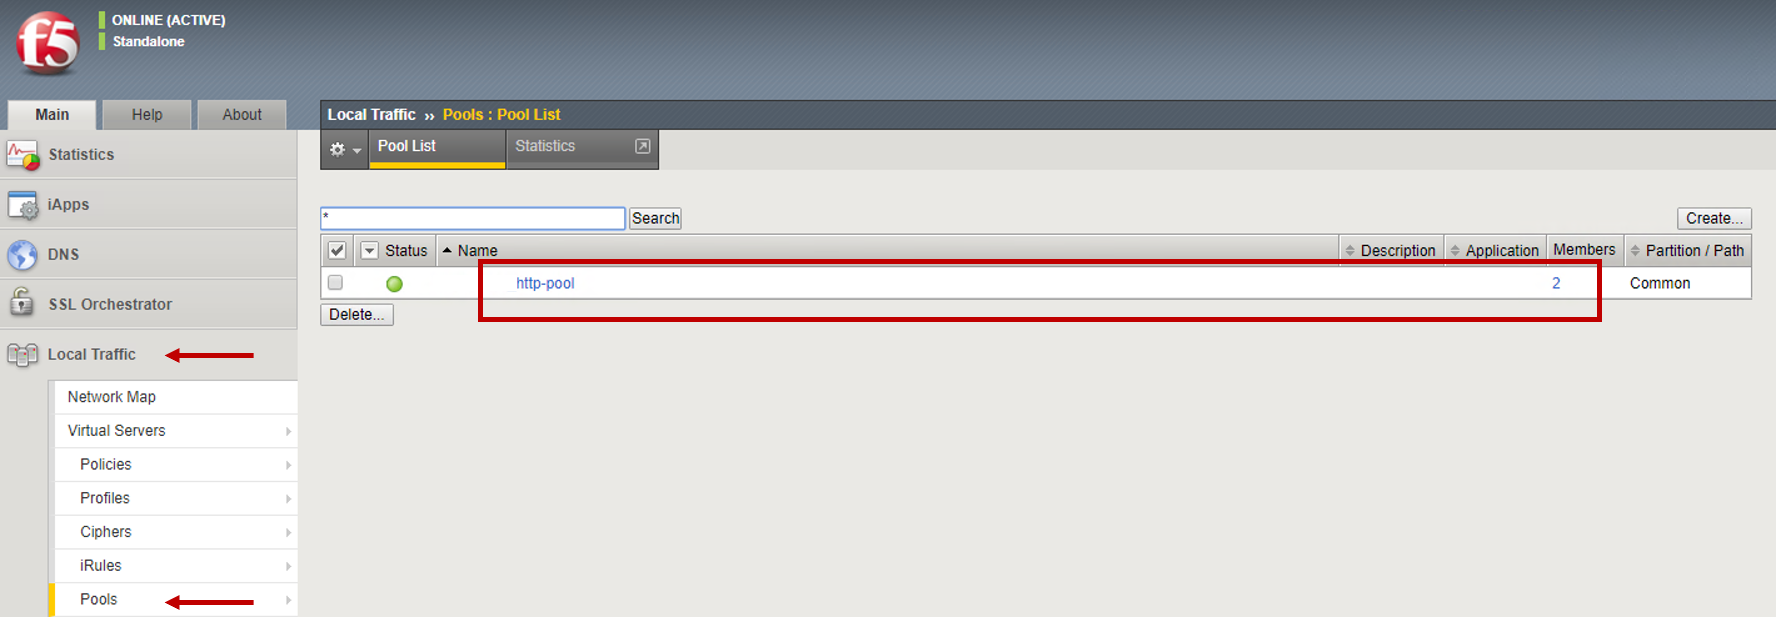 f5
ONLINE (ACTIVE)
Standalone
Main Help About
Statistics
iApps
DNS
SSL Orchestrator
Local Traffic
Network Map
Virtual Servers
Policies
Profiles
Ciphers
iRules
Pools
Local Traffic ›› Pools : Pool List
Pool List Statistics
* Search Create...
Status Name Description Application Members Partition / Path
http-pool 2 Common
Delete...